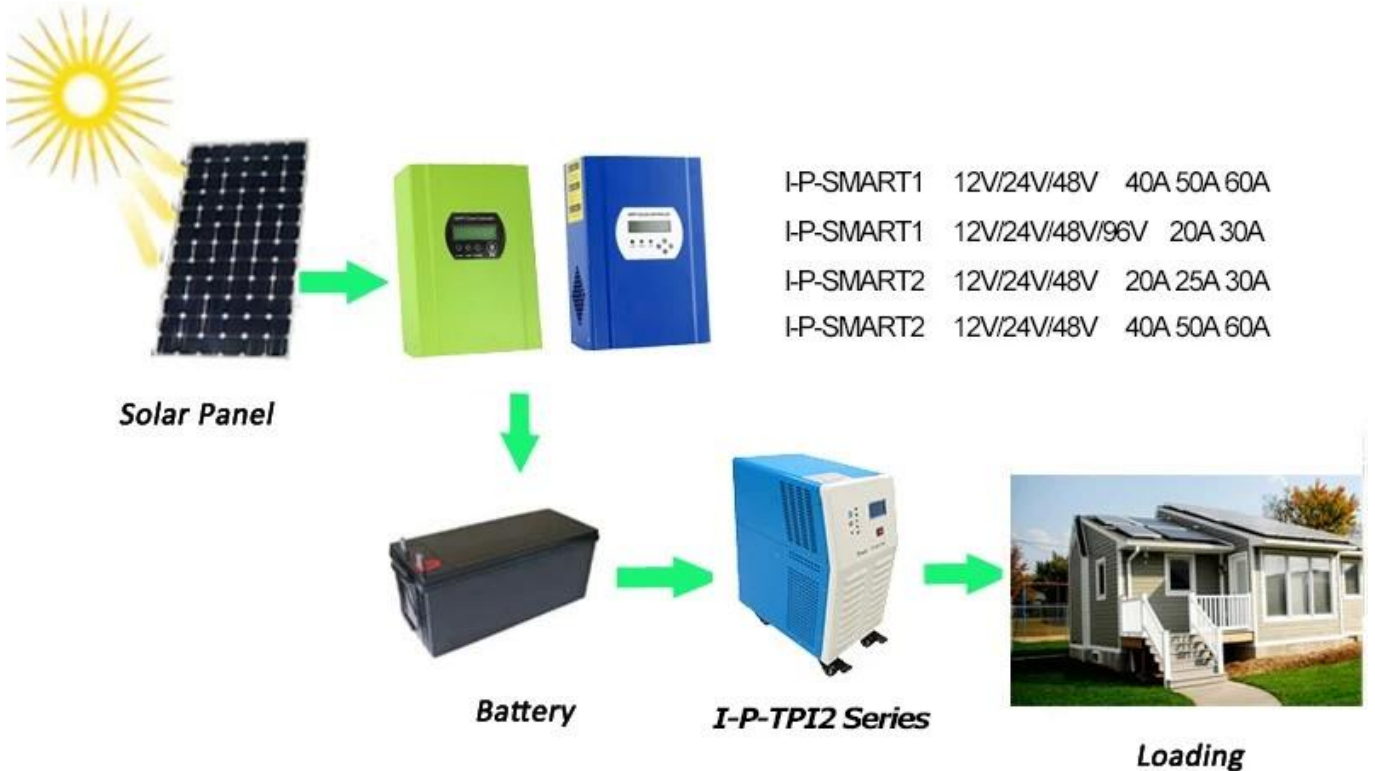 I-P-SMART1 12V/24V/48V 40A 50A 60A
I-P-SMART1 12V/24V/48V/96V 20A 30A
I-P-SMART2 12V/24V/48V 20A 25A 30A
I-P-SMART2 12V/24V/48V 40A 50A 60A
Solar Panel
Battery
I-P-TPI2 Series
Loading